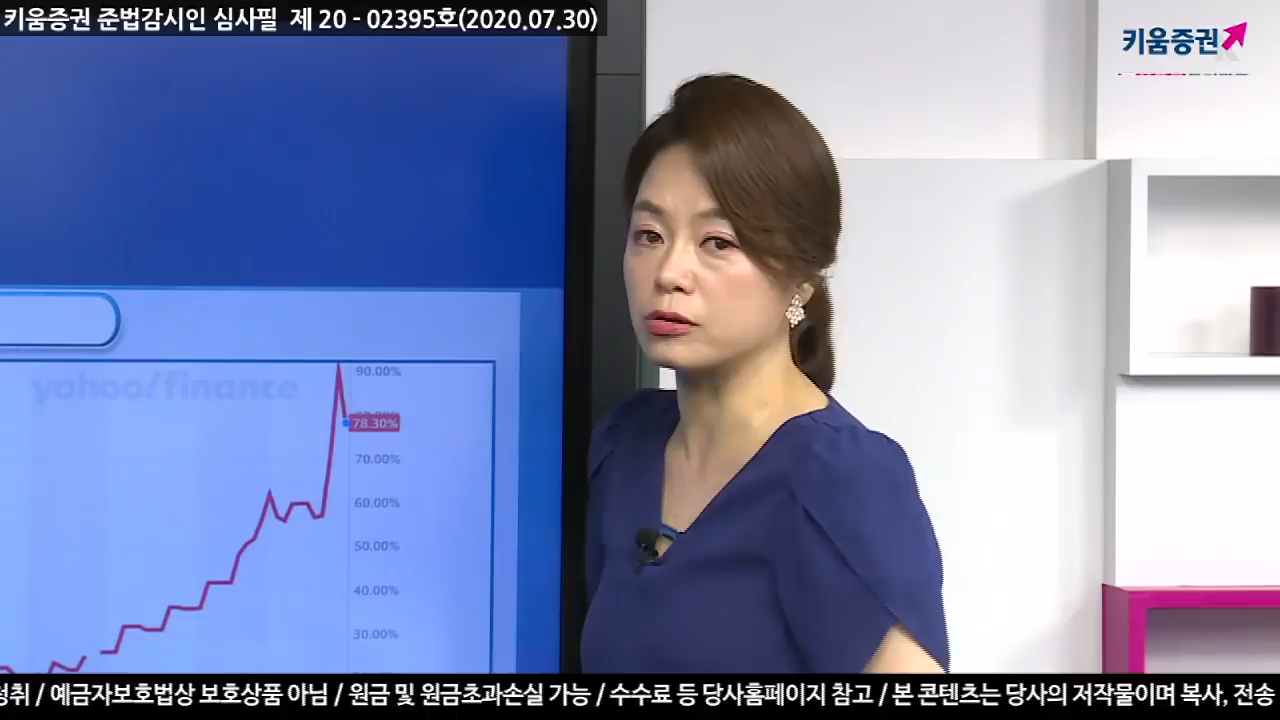 키움증권 준법감시인 심사필 제 20 - 02395호(2020.07.30)
키움증권
yahoo!finance
90.00%
78.30%
70.00%
60.00%
50.00%
40.00%
30.00%
청취 / 예금자보호법상 보호상품 아님 / 원금 및 원금초과손실 가능 / 수수료 등 당사홈페이지 참고 / 본 콘텐츠는 당사의 저작물이며 복사, 전송